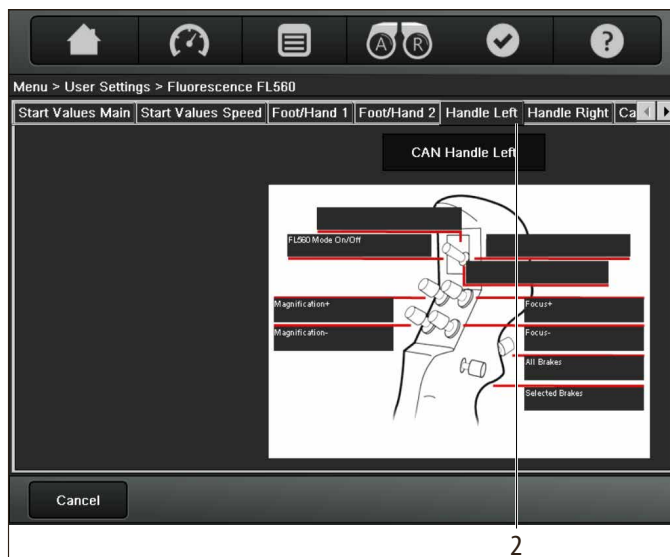 A R ?
Menu > User Settings > Fluorescence FL560
Start Values Main Start Values Speed Foot/Hand 1 Foot/Hand 2 Handle Left Handle Right Ca
CAN Handle Left
FL560 Mode On/Off
Magnification+
Focus+
Magnification-
Focus-
All Brakes
Selected Brakes
Cancel
2